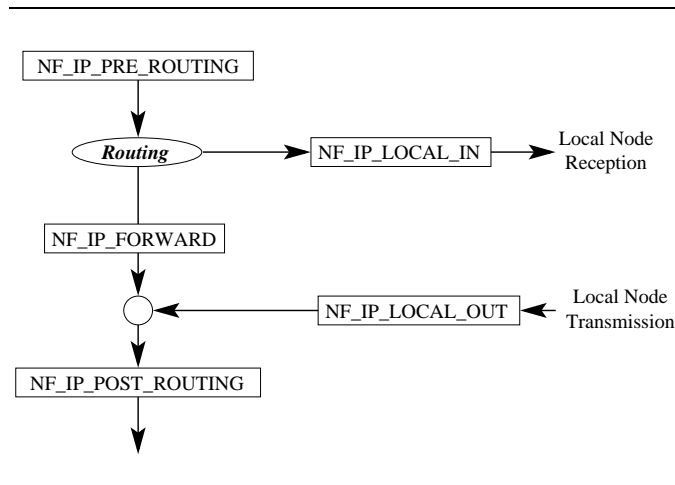 NF_IP_PRE_ROUTING
Routing
NF_IP_LOCAL_IN
Local Node
Reception
NF_IP_FORWARD
NF_IP_LOCAL_OUT
Local Node
Transmission
NF_IP_POST_ROUTING